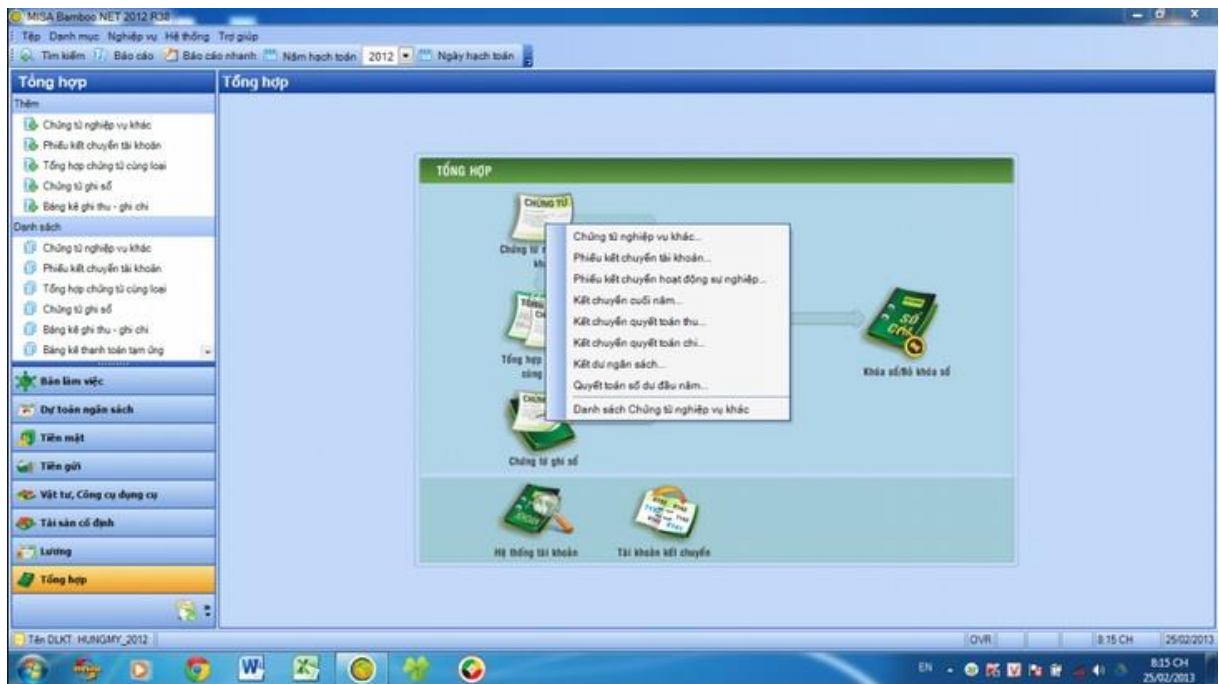 MISA Bamboo NET 2012 R38
Tệp Danh mục Nghiệp vụ Hệ thống Trợ giúp
Tìm kiếm Báo cáo Báo cáo nhanh Năm hạch toán 2012 Ngày hạch toán
Tổng hợp
Tổng hợp
Thêm
Chứng từ nghiệp vụ khác
Phiếu kết chuyển tài khoản
Tổng hợp chứng từ cùng loại
Chứng từ ghi sổ
Bảng kê ghi thu - ghi chi
Danh sách
Chứng từ nghiệp vụ khác
Phiếu kết chuyển tài khoản
Tổng hợp chứng từ cùng loại
Chứng từ ghi sổ
Bảng kê ghi thu - ghi chi
Bảng kê thanh toán tạm ứng
Bàn làm việc
Dự toán ngân sách
Tiền mặt
Tiền gửi
Vật tư, Công cụ dụng cụ
Tài sản cố định
Lương
Tổng hợp
TỔNG HỢP
CHỨNG TỪ
Chứng từ
Chứng từ nghiệp vụ khác...
Phiếu kết chuyển tài khoản...
Phiếu kết chuyển hoạt động sự nghiệp...
Kết chuyển cuối năm...
Kết chuyển quyết toán thu...
Kết chuyển quyết toán chi...
Kết dư ngân sách...
Quyết toán số dư đầu năm...
Danh sách Chứng từ nghiệp vụ khác
Tổng hợp
cùng
Chứng từ ghi sổ
SỔ CÁI
Khóa sổ/Bỏ khóa sổ
Hệ thống tài khoản
Tài khoản kết chuyển
Tên DLKT: HUNGMY_2012
OVR
8:15 CH
25/02/2013
EN
8:15 CH
25/02/2013